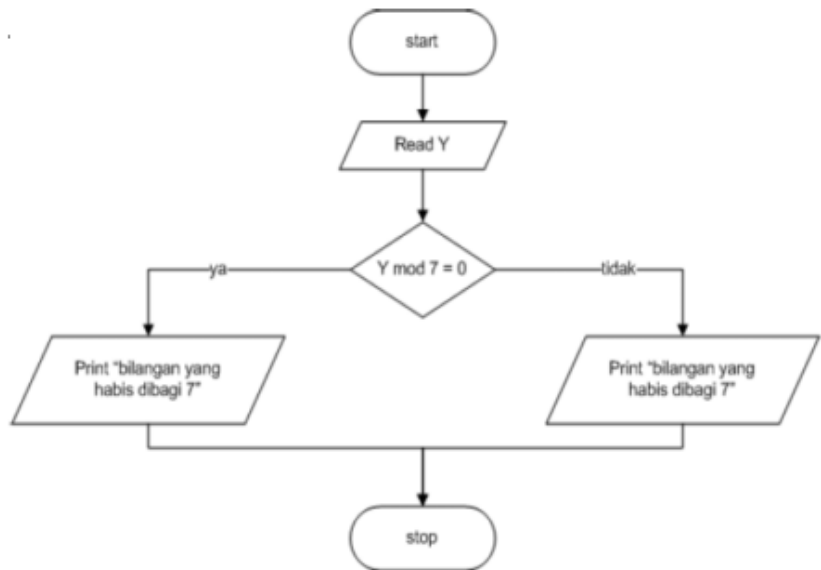 start
Read Y
Y mod 7 = 0
ya
tidak
Print “bilangan yang
habis dibagi 7”
Print “bilangan yang
habis dibagi 7”
stop